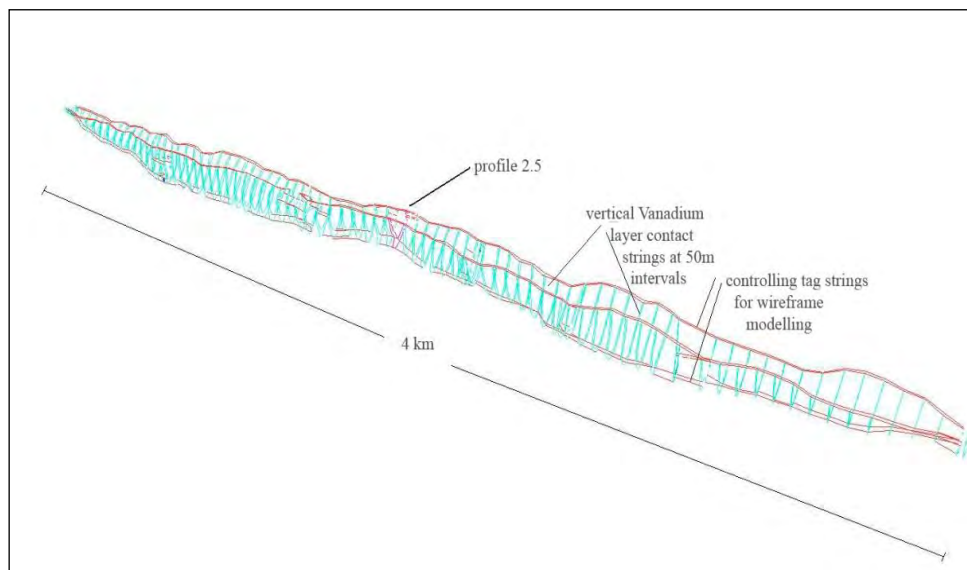 profile 2.5
vertical Vanadium
layer contact
strings at 50m
intervals
controlling tag strings
for wireframe
modelling
4 km